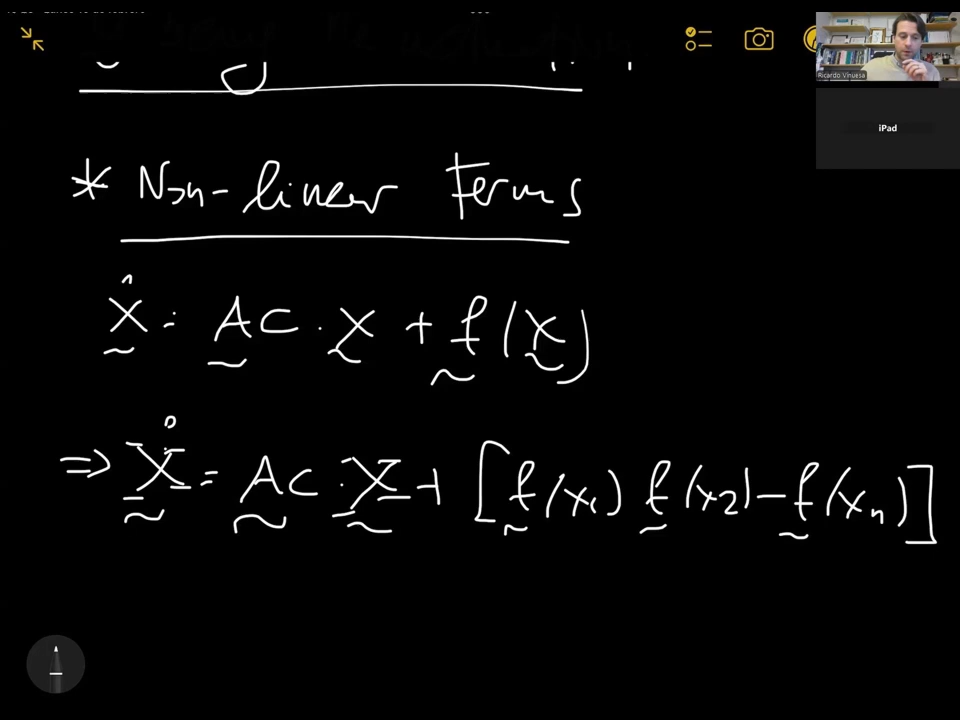 Ricardo Vinuesa
iPad
* Non-linear Terms
ẋ = Ac · x + f(x)
⇒ Ẋ = Ac · X + [f(x₁) f(x₂) – f(xₙ)]